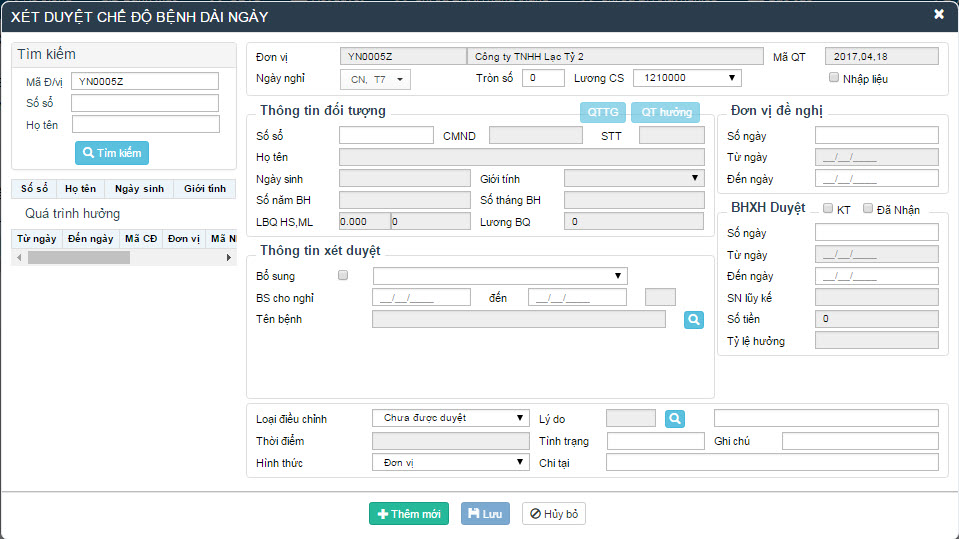 XÉT DUYỆT CHẾ ĐỘ BỆNH DÀI NGÀY ✖
Tìm kiếm
Mã Đ/vị YN0005Z
Số sổ
Họ tên
Tìm kiếm
Số sổ Họ tên Ngày sinh Giới tính
Quá trình hưởng
Từ ngày Đến ngày Mã CĐ Đơn vị Mã N
Đơn vị YN0005Z Công ty TNHH Lạc Tỷ 2 Mã QT 2017.04.18
Ngày nghỉ CN, T7 Tròn số 0 Lương CS 1210000 Nhập liệu
Thông tin đối tượng QTTG QT hưởng
Số sổ CMND STT
Họ tên
Ngày sinh Giới tính
Số năm BH Số tháng BH
LBQ HS,ML 0.000 0 Lương BQ 0
Thông tin xét duyệt
Bổ sung
BS cho nghỉ __/__/____ đến __/__/____
Tên bệnh
Đơn vị đề nghị
Số ngày
Từ ngày __/__/____
Đến ngày __/__/____
BHXH Duyệt KT Đã Nhận
Số ngày
Từ ngày __/__/____
Đến ngày __/__/____
SN lũy kế
Số tiền 0
Tỷ lệ hưởng
Loại điều chỉnh Chưa được duyệt Lý do
Thời điểm Tình trạng Ghi chú
Hình thức Đơn vị Chi tại
Thêm mới Lưu Hủy bỏ